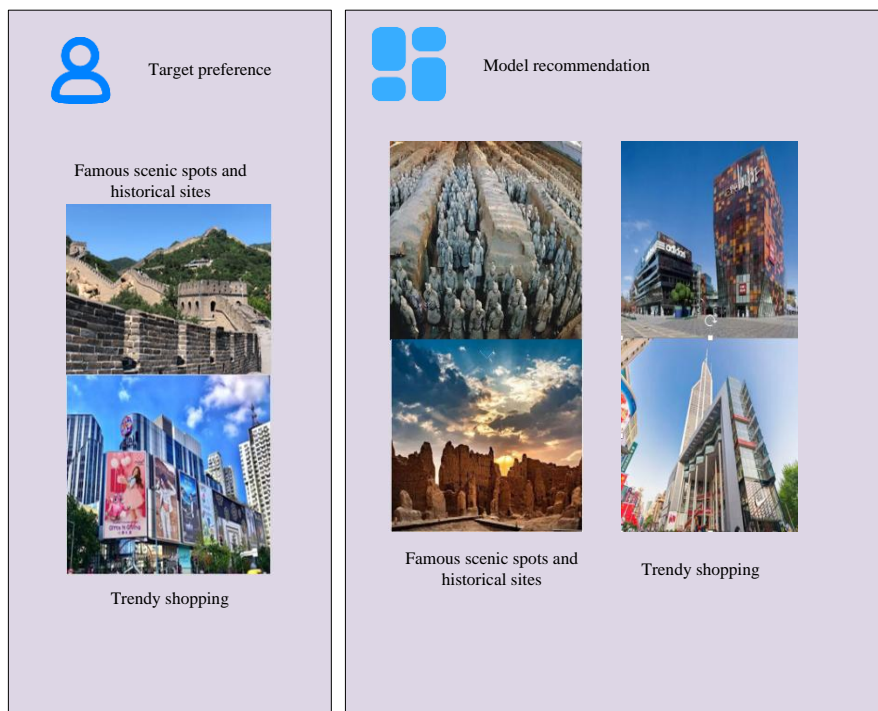 Target preference
Famous scenic spots and
historical sites
Trendy shopping
Model recommendation
adidas
Famous scenic spots and
historical sites
Trendy shopping